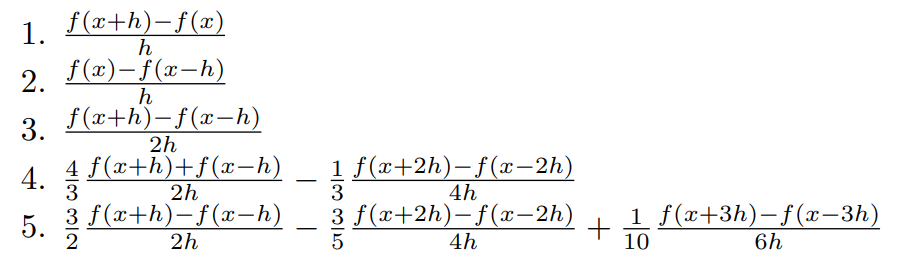 1. \frac{f(x+h)-f(x)}{h}
2. \frac{f(x)-f(x-h)}{h}
3. \frac{f(x+h)-f(x-h)}{2h}
4. \frac{4}{3}\frac{f(x+h)+f(x-h)}{2h} - \frac{1}{3}\frac{f(x+2h)-f(x-2h)}{4h}
5. \frac{3}{2}\frac{f(x+h)-f(x-h)}{2h} - \frac{3}{5}\frac{f(x+2h)-f(x-2h)}{4h} + \frac{1}{10}\frac{f(x+3h)-f(x-3h)}{6h}